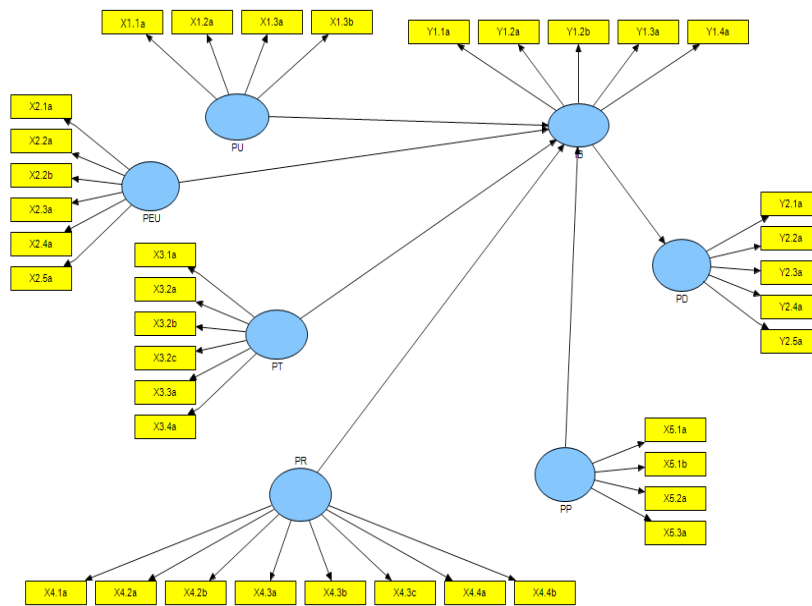 X1.1a X1.2a X1.3a X1.3b
Y1.1a Y1.2a Y1.2b Y1.3a Y1.4a
PU
X2.1a
X2.2a
X2.2b
X2.3a
X2.4a
X2.5a
PEU
Y2.1a
Y2.2a
Y2.3a
Y2.4a
Y2.5a
PD
X3.1a
X3.2a
X3.2b
X3.2c
X3.3a
X3.4a
PT
X5.1a
X5.1b
X5.2a
X5.3a
PP
PR
X4.1a X4.2a X4.2b X4.3a X4.3b X4.3c X4.4a X4.4b